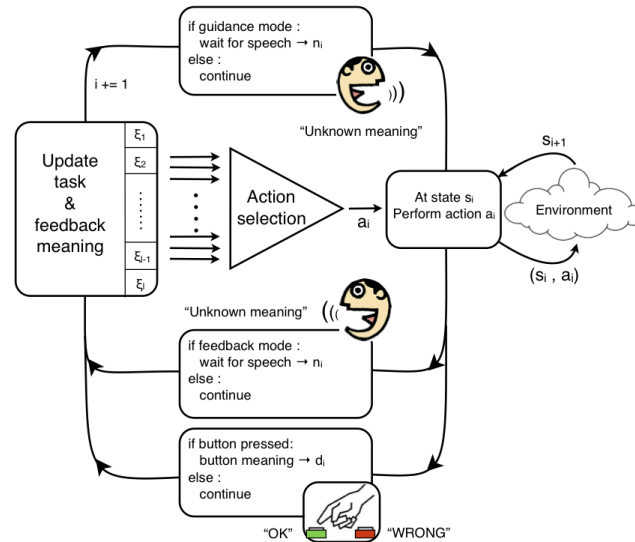 if guidance mode :
wait for speech → nᵢ
else :
continue
i += 1
“Unknown meaning”
Update
task
&
feedback
meaning
ξ₁
ξ₂
ξₗ₋₁
ξₗ
Action
selection
aᵢ
At state sᵢ
Perform action aᵢ
sᵢ₊₁
Environment
(sᵢ , aᵢ)
“Unknown meaning”
if feedback mode :
wait for speech → nᵢ
else :
continue
if button pressed:
button meaning → dᵢ
else :
continue
“OK”
“WRONG”